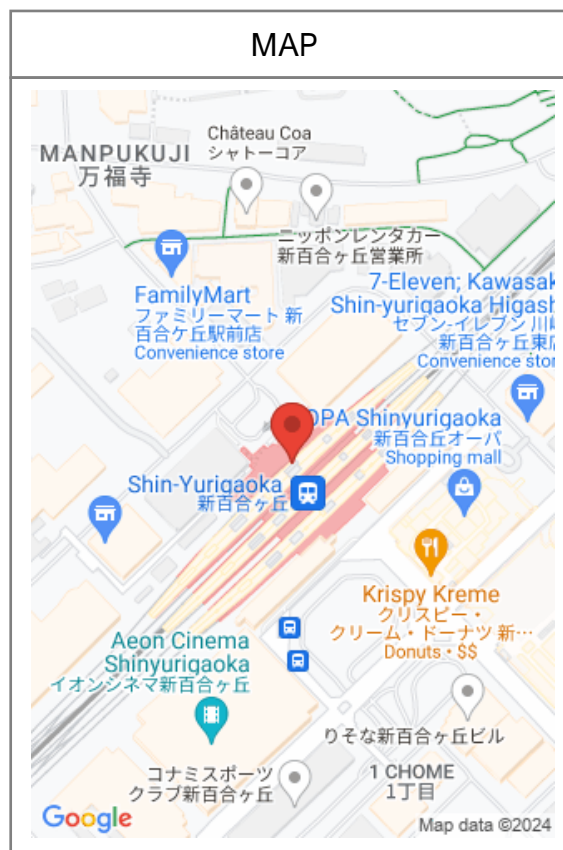 MAP
Château Coa
シャトーコア
MANPUKUJI
万福寺
ニッポンレンタカー
新百合ヶ丘営業所
FamilyMart
ファミリーマート 新
百合ケ丘駅前店
Convenience store
7-Eleven; Kawasak
Shin-yurigaoka Higash
セブン-イレブン 川崎
新百合ヶ丘東店
Convenience stor
OPA Shinyurigaoka
新百合丘オーパ
Shopping mall
Shin-Yurigaoka
新百合ヶ丘
Krispy Kreme
クリスピー・
クリーム・ドーナツ 新…
Donuts • $$
Aeon Cinema
Shinyurigaoka
イオンシネマ新百合ヶ丘
りそな新百合ヶ丘ビル
コナミスポーツ
クラブ新百合ヶ丘
1 CHOME
1丁目
Google
Map data ©2024